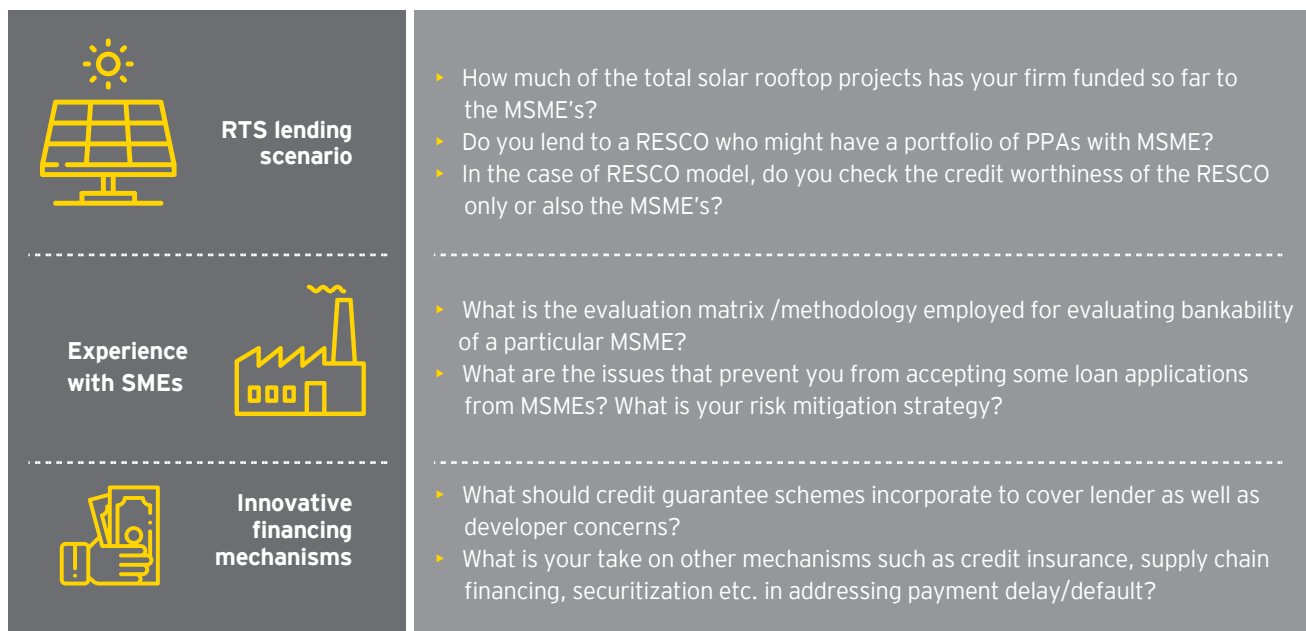 RTS lending
scenario
‣ How much of the total solar rooftop projects has your firm funded so far to
the MSME's?
‣ Do you lend to a RESCO who might have a portfolio of PPAs with MSME?
‣ In the case of RESCO model, do you check the credit worthiness of the RESCO
only or also the MSME's?
Experience
with SMEs
‣ What is the evaluation matrix /methodology employed for evaluating bankability
of a particular MSME?
‣ What are the issues that prevent you from accepting some loan applications
from MSMEs? What is your risk mitigation strategy?
Innovative
financing
mechanisms
‣ What should credit guarantee schemes incorporate to cover lender as well as
developer concerns?
‣ What is your take on other mechanisms such as credit insurance, supply chain
financing, securitization etc. in addressing payment delay/default?